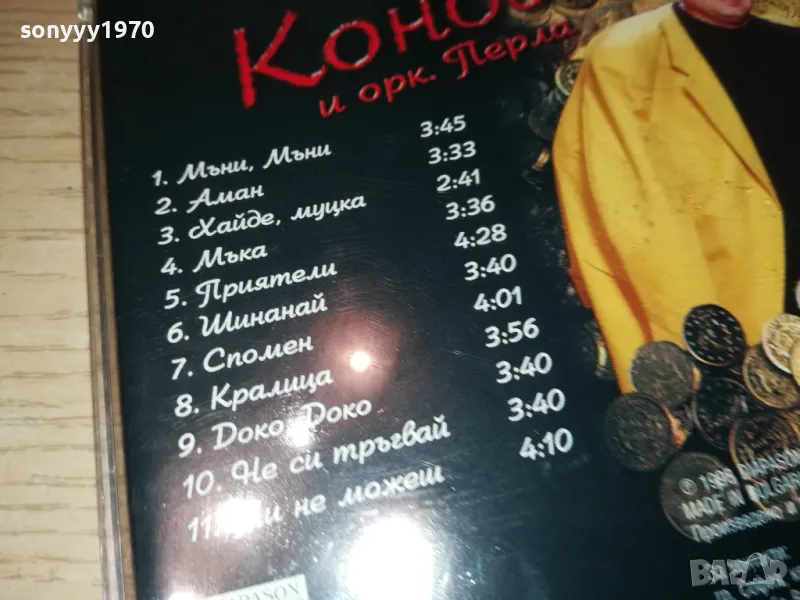 sonyyy1970
и орк. Перла
1. Мъни, Мъни 3:45
2. Аман 3:33
3. Хайде, муцка 2:41
4. Мъка 3:36
5. Приятели 4:28
6. Шинанай 3:40
7. Спомен 4:01
8. Кралица 3:56
9. Доко, Доко 3:40
10. Не си тръгвай 3:40
11. не можеш 4:10
MADE IN BULGARIA
BAZAR